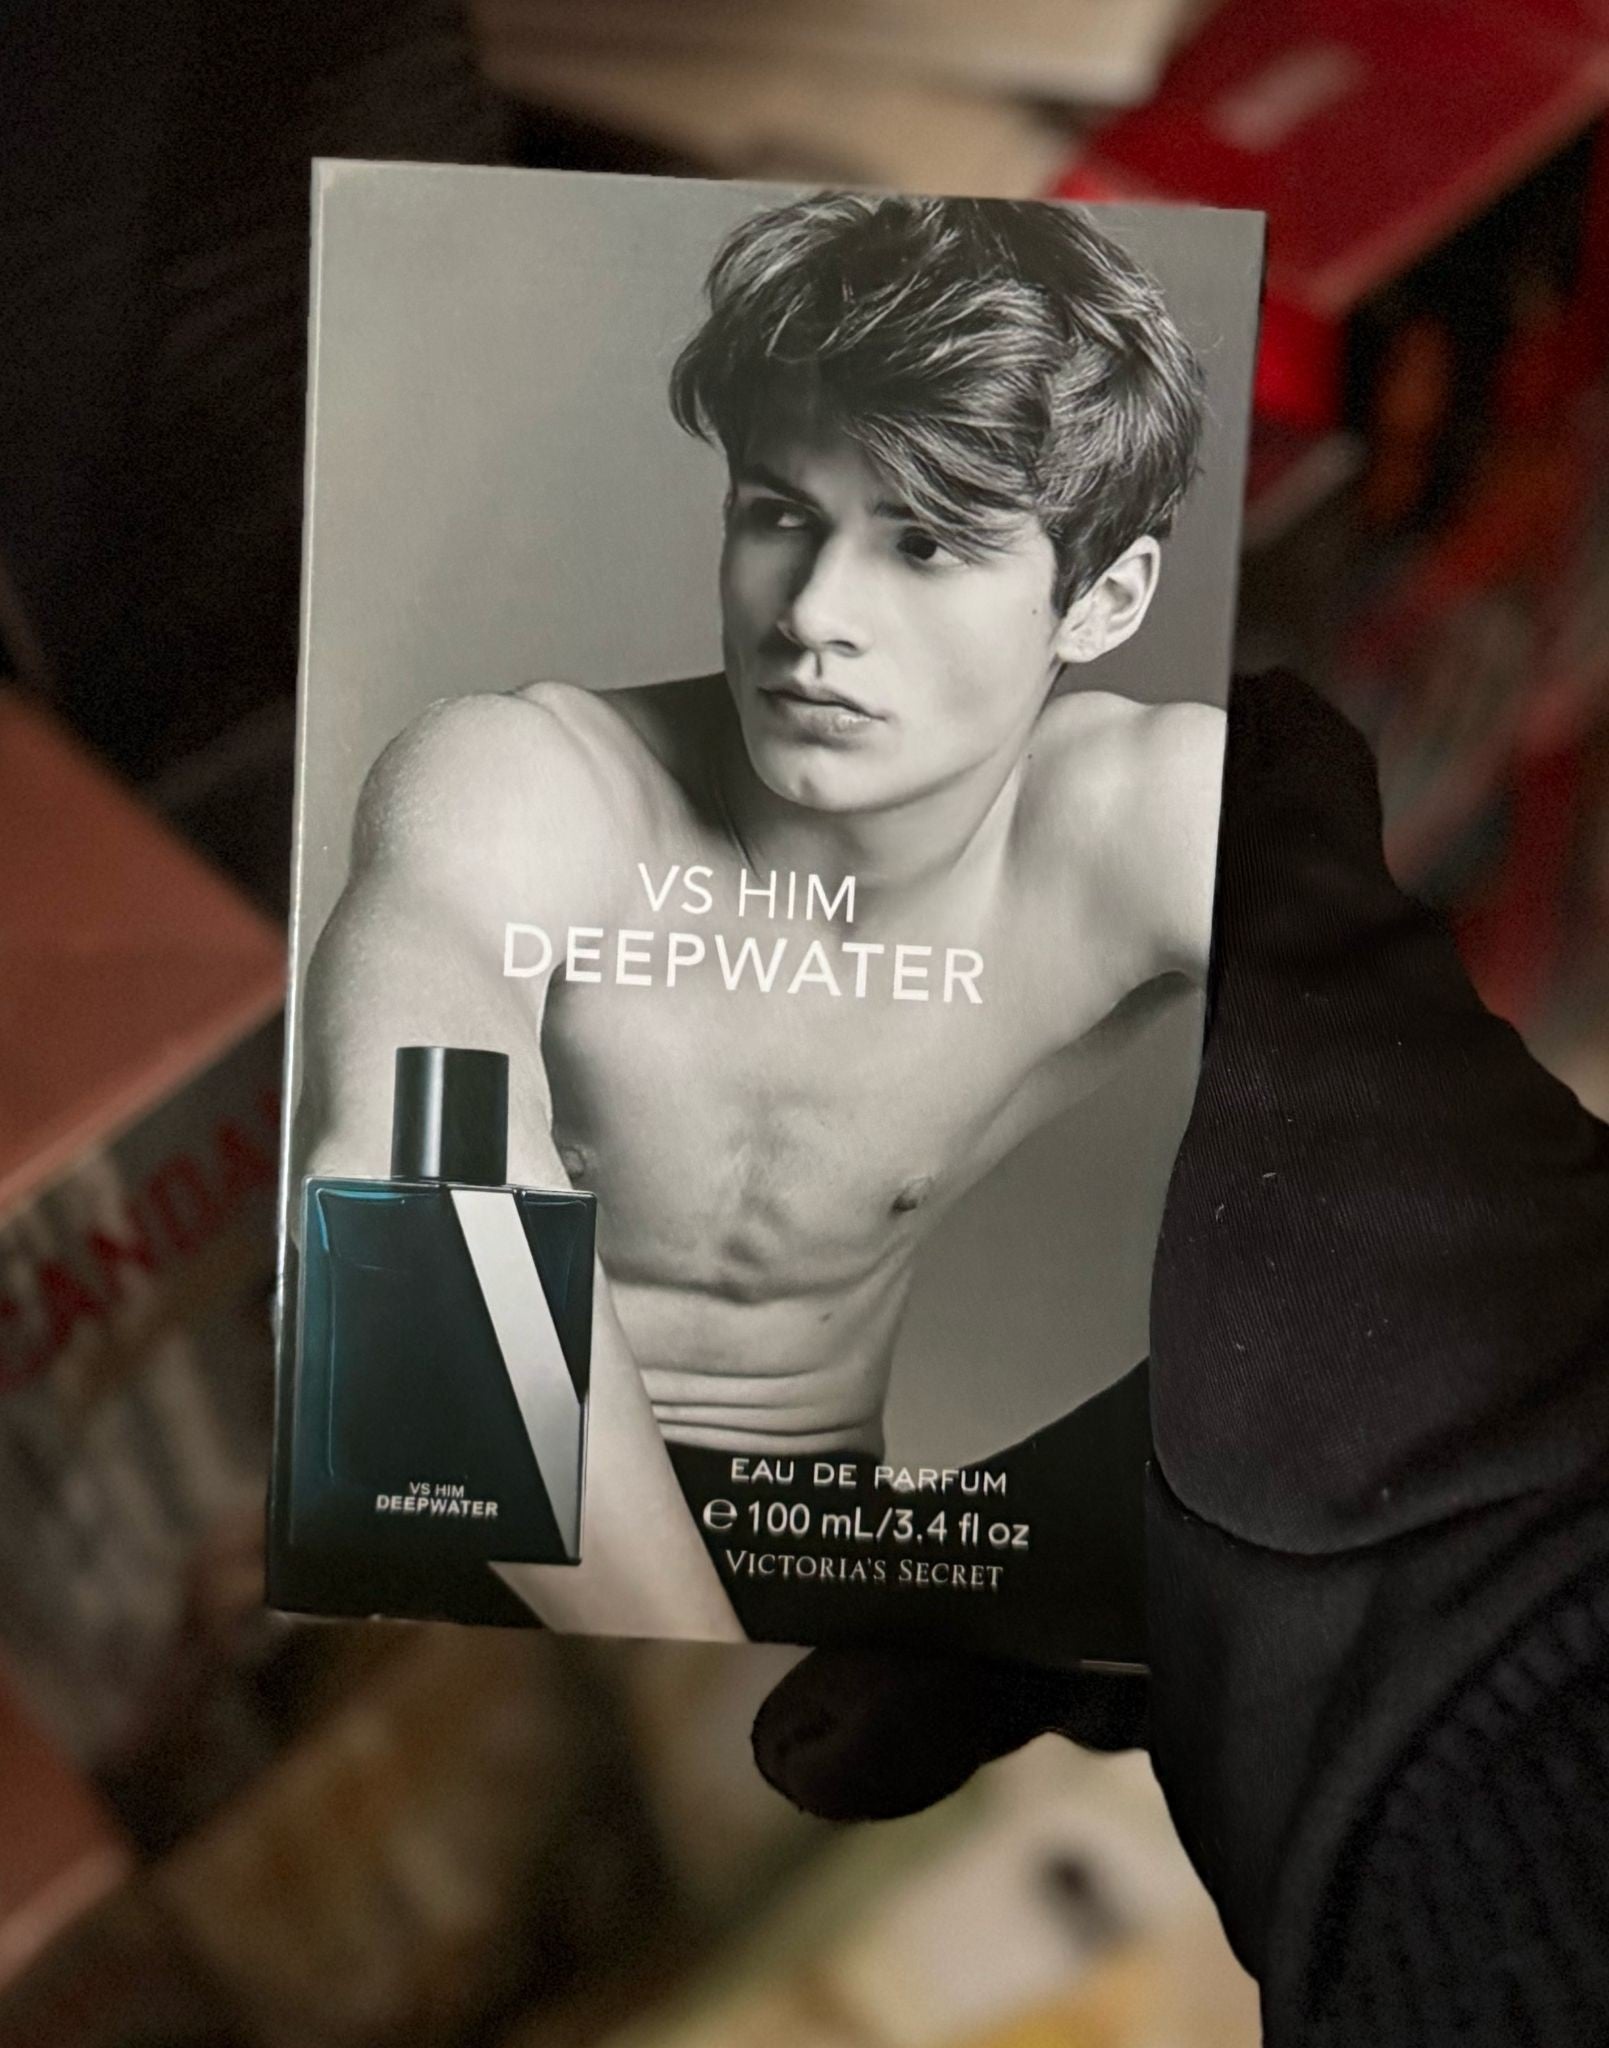 VS HIM
DEEPWATER
VS HIM
DEEPWATER
EAU DE PARFUM
℮ 100 mL/3.4 fl oz
VICTORIA'S SECRET